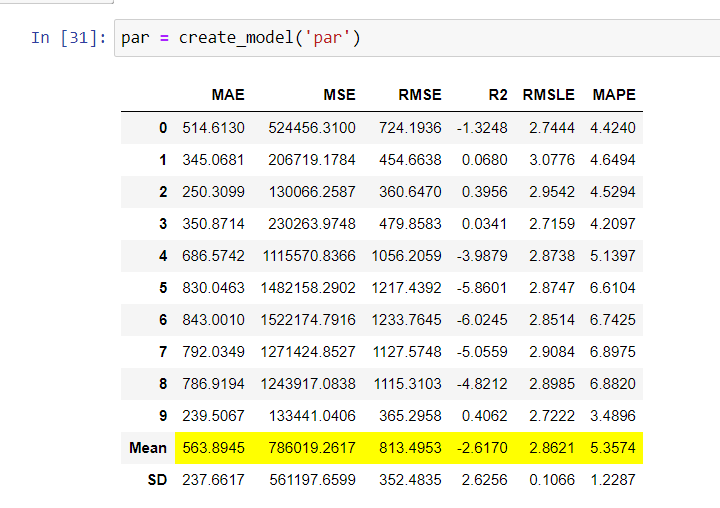 In [31]: par = create_model('par')
MAE MSE RMSE R2 RMSLE MAPE
0 514.6130 524456.3100 724.1936 -1.3248 2.7444 4.4240
1 345.0681 206719.1784 454.6638 0.0680 3.0776 4.6494
2 250.3099 130066.2587 360.6470 0.3956 2.9542 4.5294
3 350.8714 230263.9748 479.8583 0.0341 2.7159 4.2097
4 686.5742 1115570.8366 1056.2059 -3.9879 2.8738 5.1397
5 830.0463 1482158.2902 1217.4392 -5.8601 2.8747 6.6104
6 843.0010 1522174.7916 1233.7645 -6.0245 2.8514 6.7425
7 792.0349 1271424.8527 1127.5748 -5.0559 2.9084 6.8975
8 786.9194 1243917.0838 1115.3103 -4.8212 2.8985 6.8820
9 239.5067 133441.0406 365.2958 0.4062 2.7222 3.4896
Mean 563.8945 786019.2617 813.4953 -2.6170 2.8621 5.3574
SD 237.6617 561197.6599 352.4835 2.6256 0.1066 1.2287